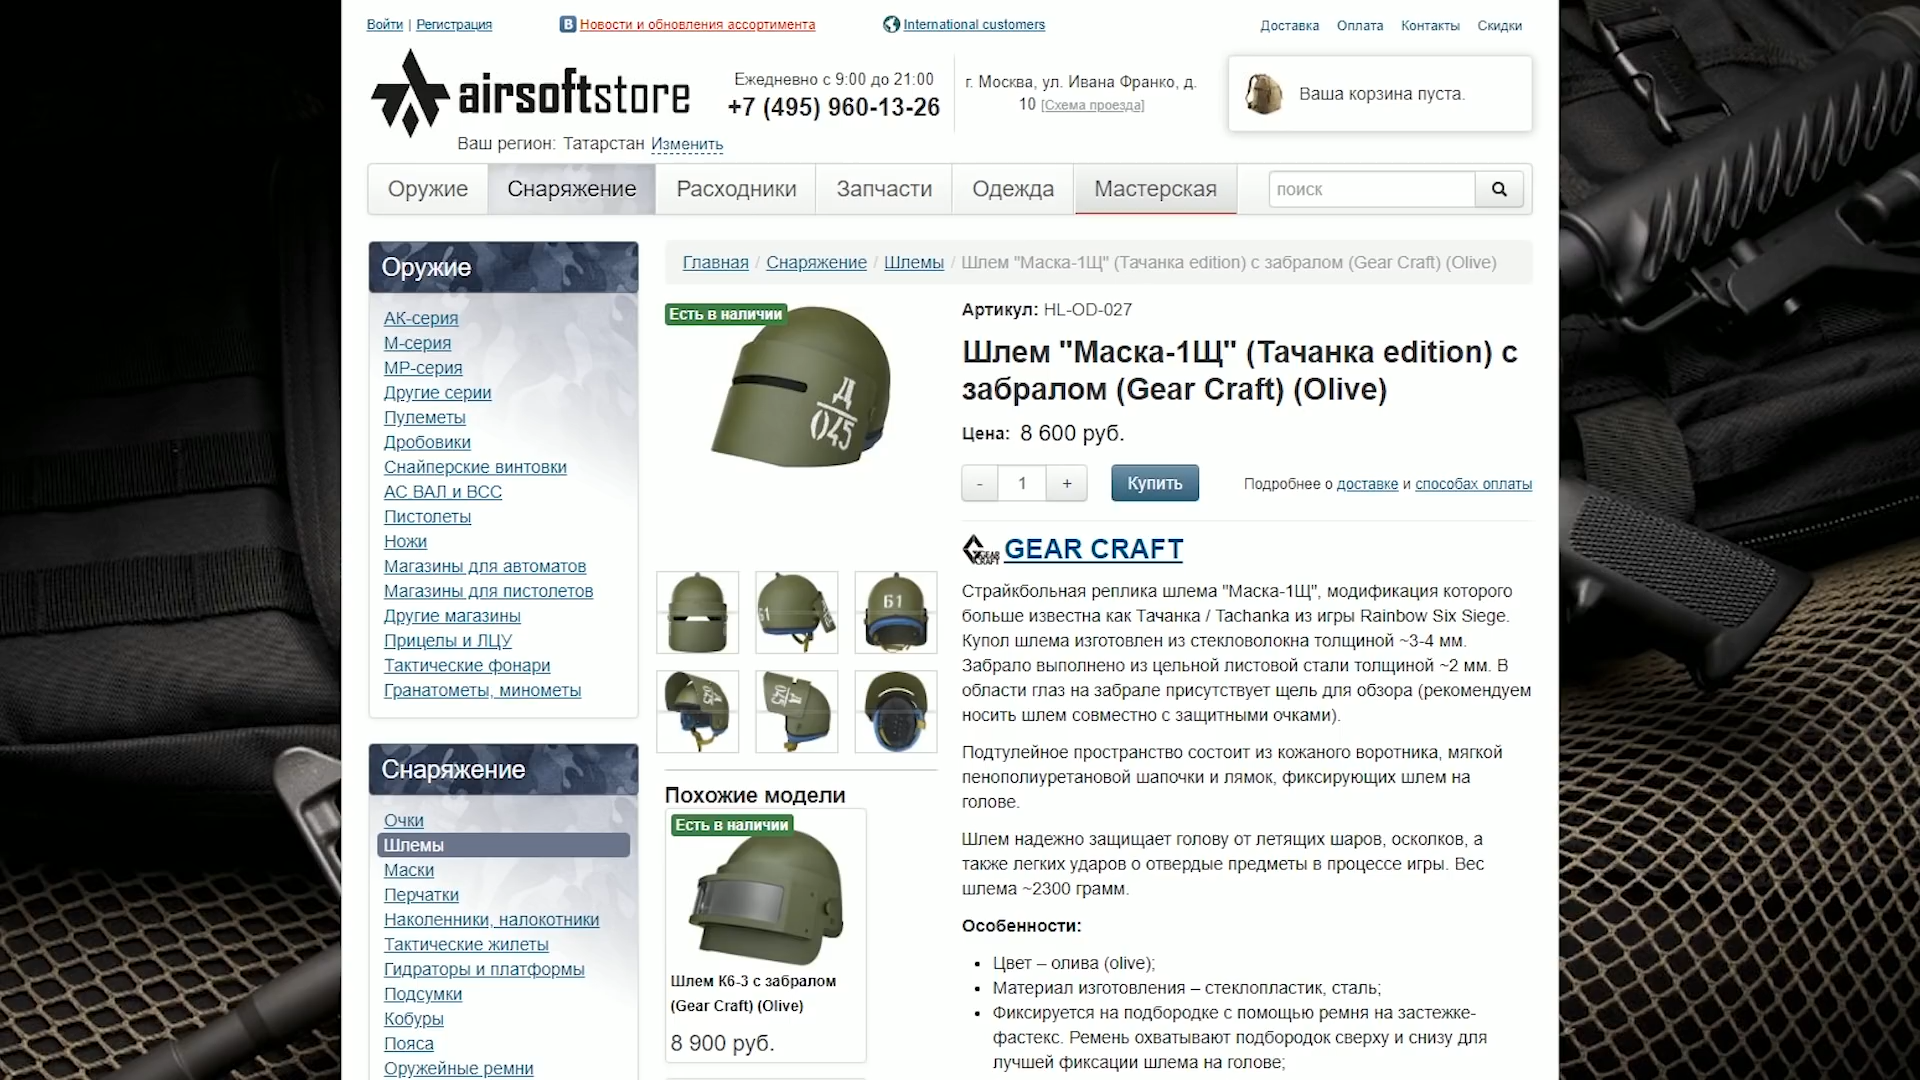 Войти | Регистрация
Новости и обновления ассортимента
International customers
Доставка Оплата Контакты Скидки
airsoftstore
Ежедневно с 9:00 до 21:00
+7 (495) 960-13-26
г. Москва, ул. Ивана Франко, д.
10 [Схема проезда]
Ваша корзина пуста.
Ваш регион: Татарстан Изменить
Оружие Снаряжение Расходники Запчасти Одежда Мастерская поиск
Оружие
АК-серия
М-серия
МР-серия
Другие серии
Пулеметы
Дробовики
Снайперские винтовки
АС ВАЛ и ВСС
Пистолеты
Ножи
Магазины для автоматов
Магазины для пистолетов
Другие магазины
Прицелы и ЛЦУ
Тактические фонари
Гранатометы, минометы
Снаряжение
Очки
Шлемы
Маски
Перчатки
Наколенники, налокотники
Тактические жилеты
Гидраторы и платформы
Подсумки
Кобуры
Пояса
Оружейные ремни
Главная / Снаряжение / Шлемы / Шлем "Маска-1Щ" (Тачанка edition) с забралом (Gear Craft) (Olive)
Есть в наличии
Д
045
Б1
Б1
Д
045
Д
045
Похожие модели
Есть в наличии
Шлем К6-3 с забралом
(Gear Craft) (Olive)
8 900 руб.
Артикул: HL-OD-027
Шлем "Маска-1Щ" (Тачанка edition) с
забралом (Gear Craft) (Olive)
Цена: 8 600 руб.
- 1 + Купить
Подробнее о доставке и способах оплаты
GEAR CRAFT
GEAR CRAFT
Страйкбольная реплика шлема "Маска-1Щ", модификация которого
больше известна как Тачанка / Tachanka из игры Rainbow Six Siege.
Купол шлема изготовлен из стекловолокна толщиной ~3-4 мм.
Забрало выполнено из цельной листовой стали толщиной ~2 мм. В
области глаз на забрале присутствует щель для обзора (рекомендуем
носить шлем совместно с защитными очками).
Подтулейное пространство состоит из кожаного воротника, мягкой
пенополиуретановой шапочки и лямок, фиксирующих шлем на
голове.
Шлем надежно защищает голову от летящих шаров, осколков, а
также легких ударов о отвердые предметы в процессе игры. Вес
шлема ~2300 грамм.
Особенности:
• Цвет – олива (olive);
• Материал изготовления – стеклопластик, сталь;
• Фиксируется на подбородке с помощью ремня на застежке-
фастекс. Ремень охватывают подбородок сверху и снизу для
лучшей фиксации шлема на голове;